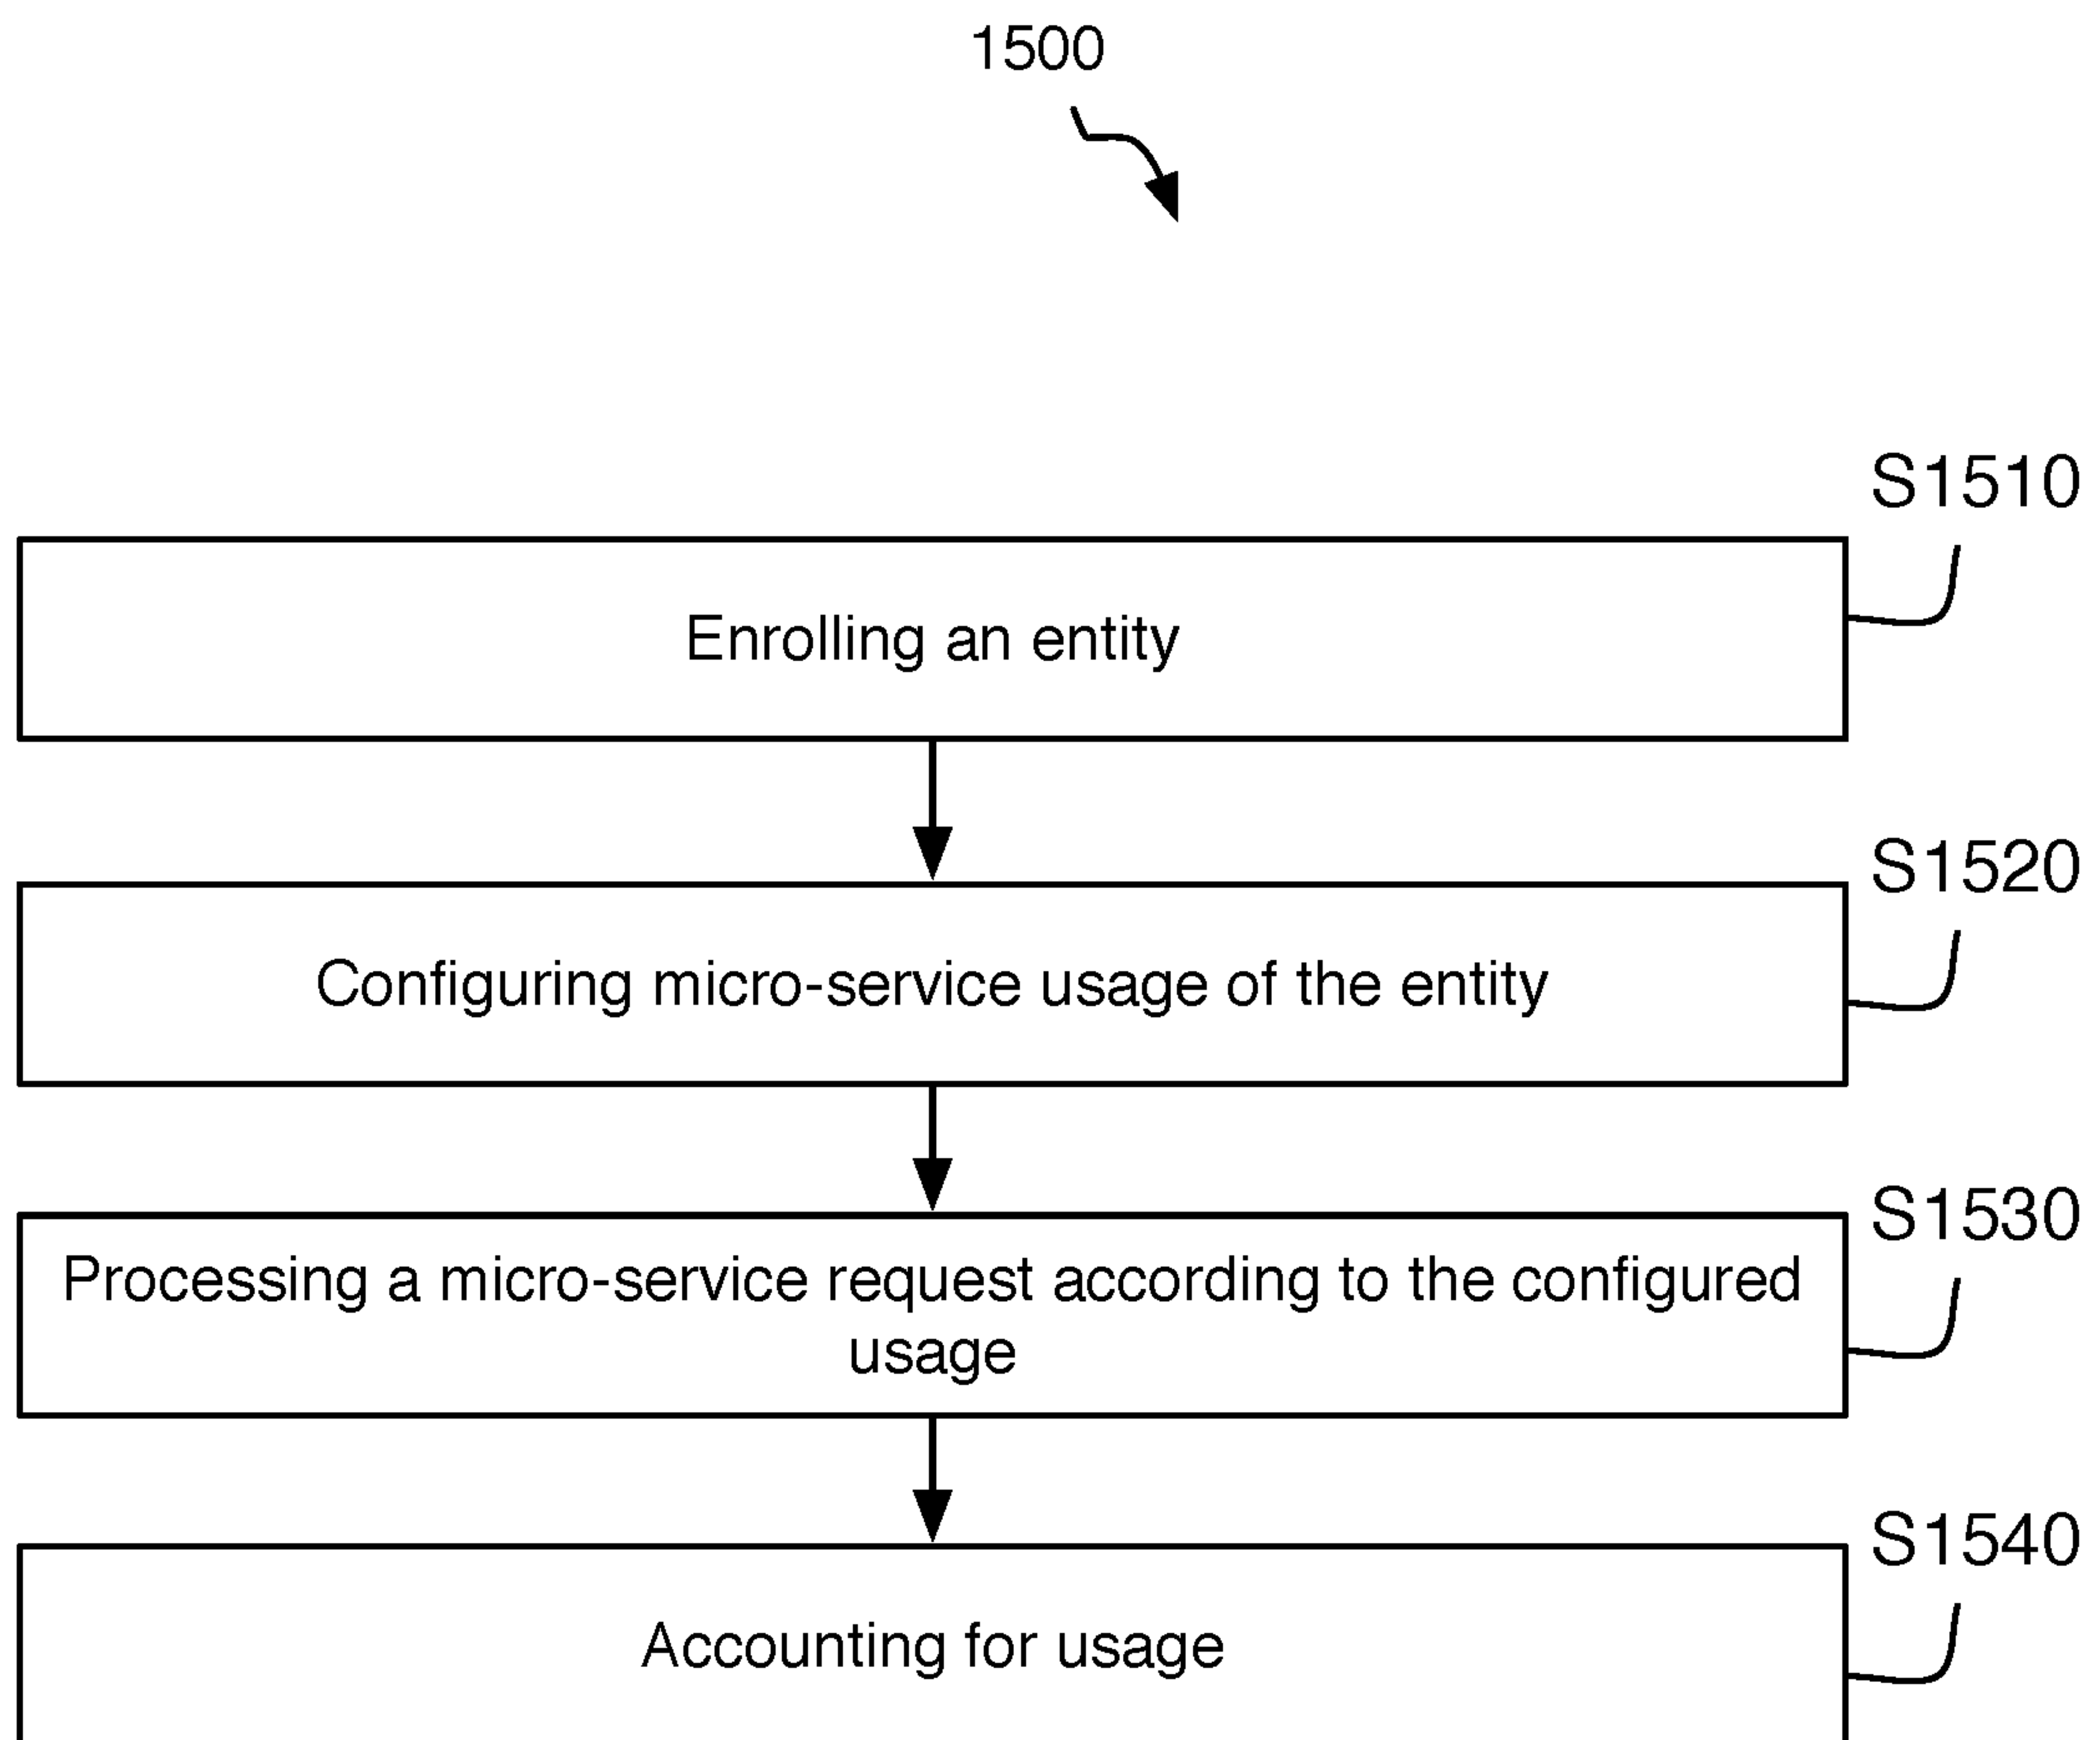 1500
S1510
Enrolling an entity
S1520
Configuring micro-service usage of the entity
S1530
Processing a micro-service request according to the configured
usage
S1540
Accounting for usage